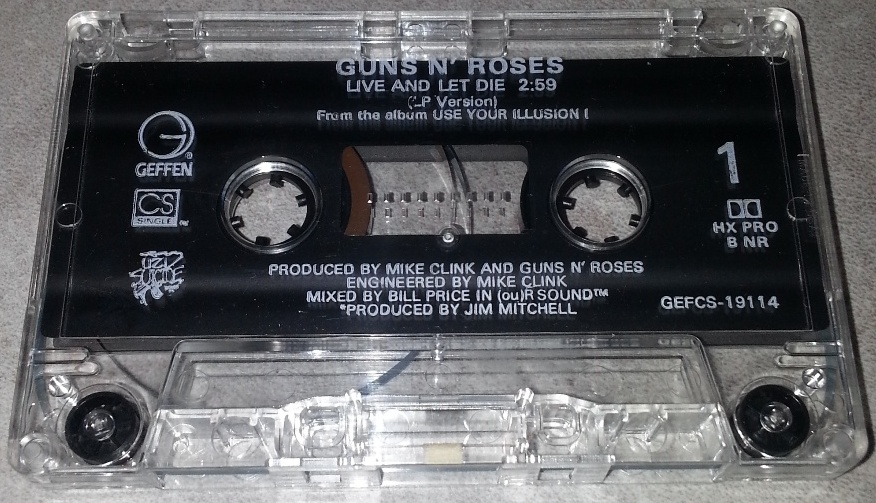 GUNS N' ROSES
LIVE AND LET DIE 2:59
(LP Version)
From the album USE YOUR ILLUSION I
G
GEFFEN®
CS
SINGLE
1
HX PRO
B NR
PRODUCED BY MIKE CLINK AND GUNS N' ROSES
ENGINEERED BY MIKE CLINK
MIXED BY BILL PRICE IN (ou)R SOUND™
*PRODUCED BY JIM MITCHELL
GEFCS-19114